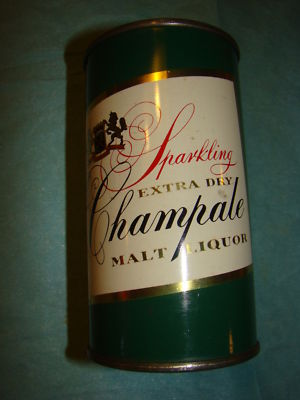 Sparkling
EXTRA DRY
Champale
MALT LIQUOR